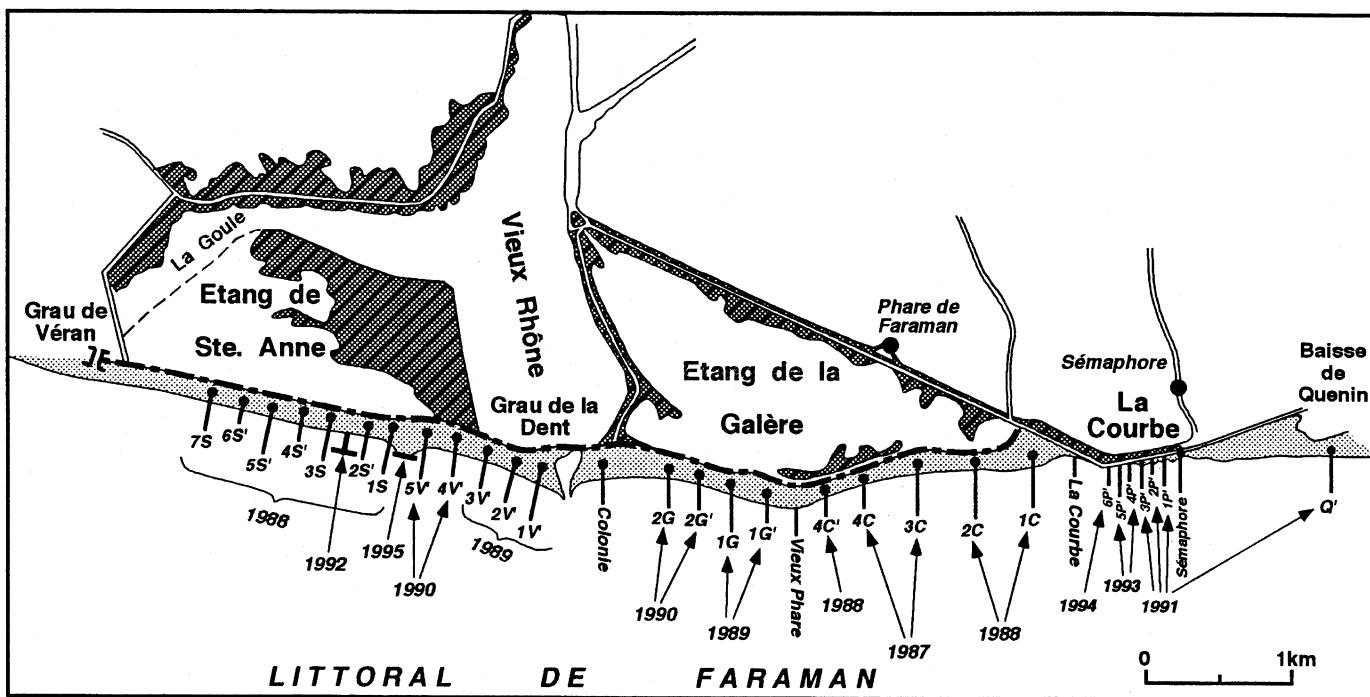 La Goule
Vieux Rhône
Etang de
Ste. Anne
Grau de
Véran
Phare de
Faraman
Etang de la
Galère
Grau de la
Dent
Sémaphore
La
Courbe
Baisse
de
Quenin
7S
6S'
5S'
4S'
3S
2S'
1S
5V'
4V'
3V'
2V'
1V'
Colonie
2G
2G'
1G
1G'
Vieux Phare
4C'
4C
3C
2C
1C
La Courbe
6P'
5P'
4P'
3P'
2P'
1P'
Sémaphore
Q'
1988
1992
1995
1990
1989
1990
1989
1988
1987
1988
1994
1993
1991
LITTORAL DE FARAMAN
0 1km